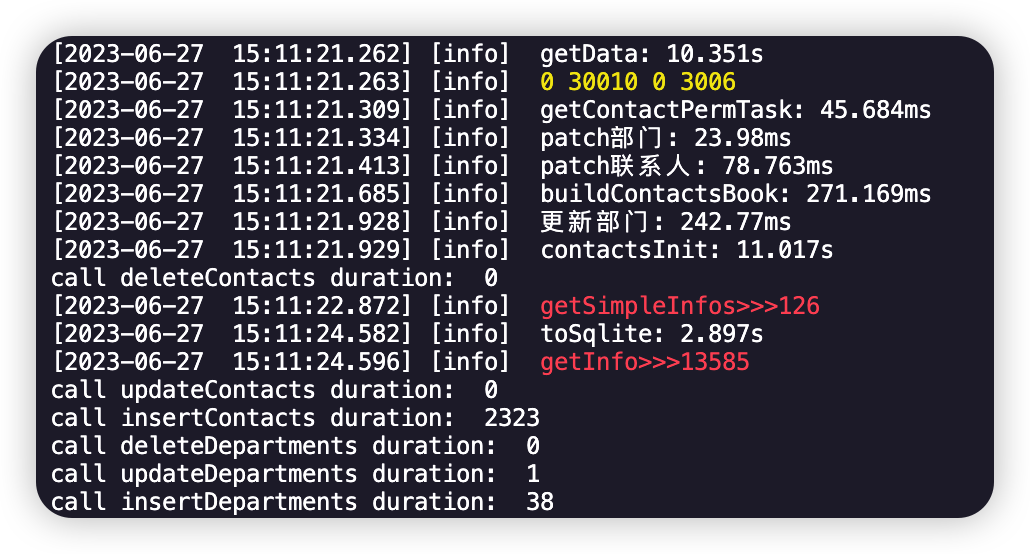 [2023-06-27  15:11:21.262] [info]  getData: 10.351s
[2023-06-27  15:11:21.263] [info]  0 30010 0 3006
[2023-06-27  15:11:21.309] [info]  getContactPermTask: 45.684ms
[2023-06-27  15:11:21.334] [info]  patch部门: 23.98ms
[2023-06-27  15:11:21.413] [info]  patch联系人: 78.763ms
[2023-06-27  15:11:21.685] [info]  buildContactsBook: 271.169ms
[2023-06-27  15:11:21.928] [info]  更新部门: 242.77ms
[2023-06-27  15:11:21.929] [info]  contactsInit: 11.017s
call deleteContacts duration:  0
[2023-06-27  15:11:22.872] [info]  getSimpleInfos>>>126
[2023-06-27  15:11:24.582] [info]  toSqlite: 2.897s
[2023-06-27  15:11:24.596] [info]  getInfo>>>13585
call updateContacts duration:  0
call insertContacts duration:  2323
call deleteDepartments duration:  0
call updateDepartments duration:  1
call insertDepartments duration:  38